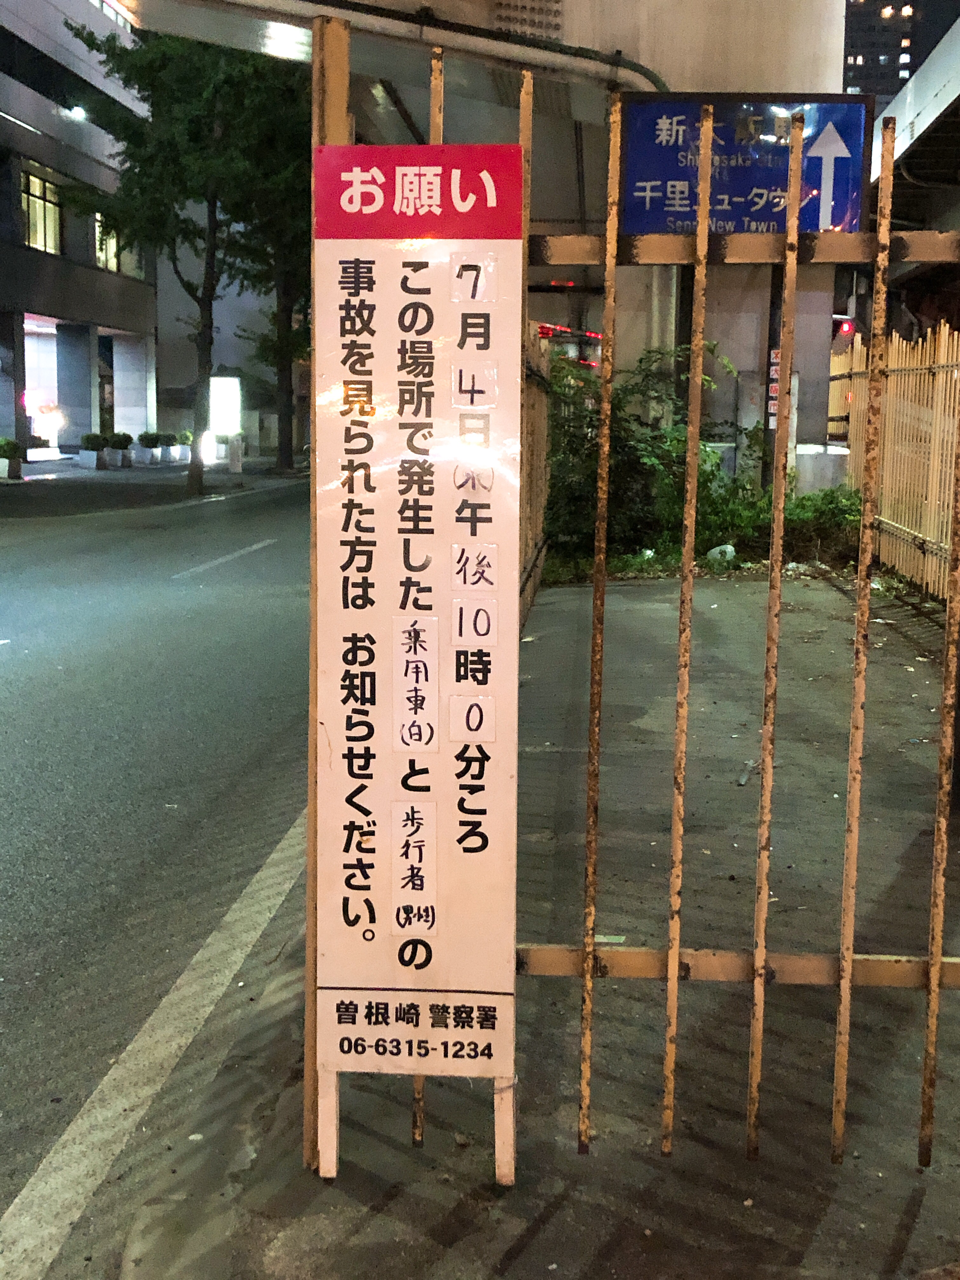 お願い
7月4日(木)午後10時0分ころ
この場所で発生した乗用車(白)と歩行者(男性)の
事故を見られた方は お知らせください。
曽根崎 警察署
06-6315-1234
新大阪駅
Shin-Osaka Stn
千里ニュータウン
Senri New Town